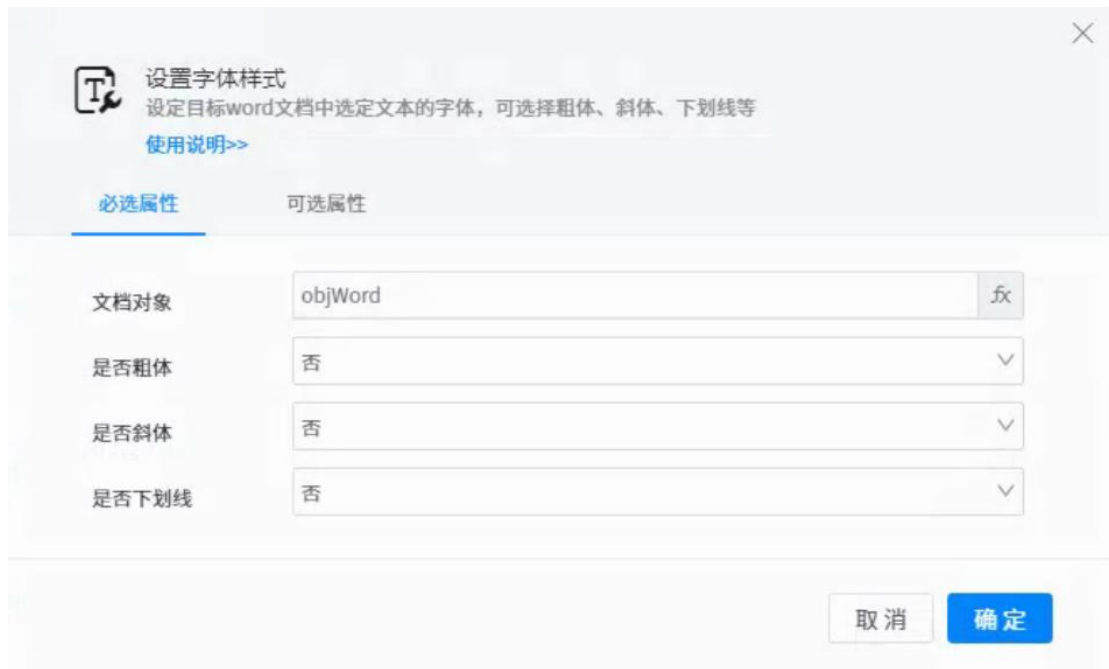 设置字体样式
设定目标word文档中选定文本的字体，可选择粗体、斜体、下划线等
使用说明>>
必选属性 可选属性
文档对象 objWord fx
是否粗体 否
是否斜体 否
是否下划线 否
取消 确定